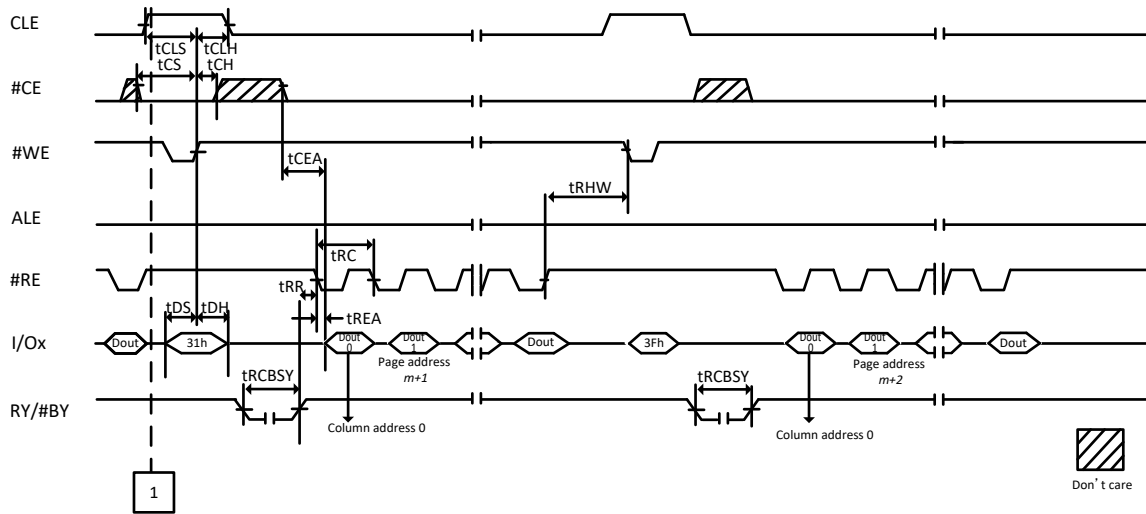 CLE
tCLS tCLH
tCS tCH
#CE
#WE
tCEA
tRHW
ALE
tRC
#RE
tRR
tDS tDH
tREA
I/Ox
Dout 31h Dout 0 Dout 1 Dout 3Fh Dout 0 Dout 1 Dout
Page address
m+1
Page address
m+2
tRCBSY tRCBSY
RY/#BY
Column address 0 Column address 0
1
Don't care